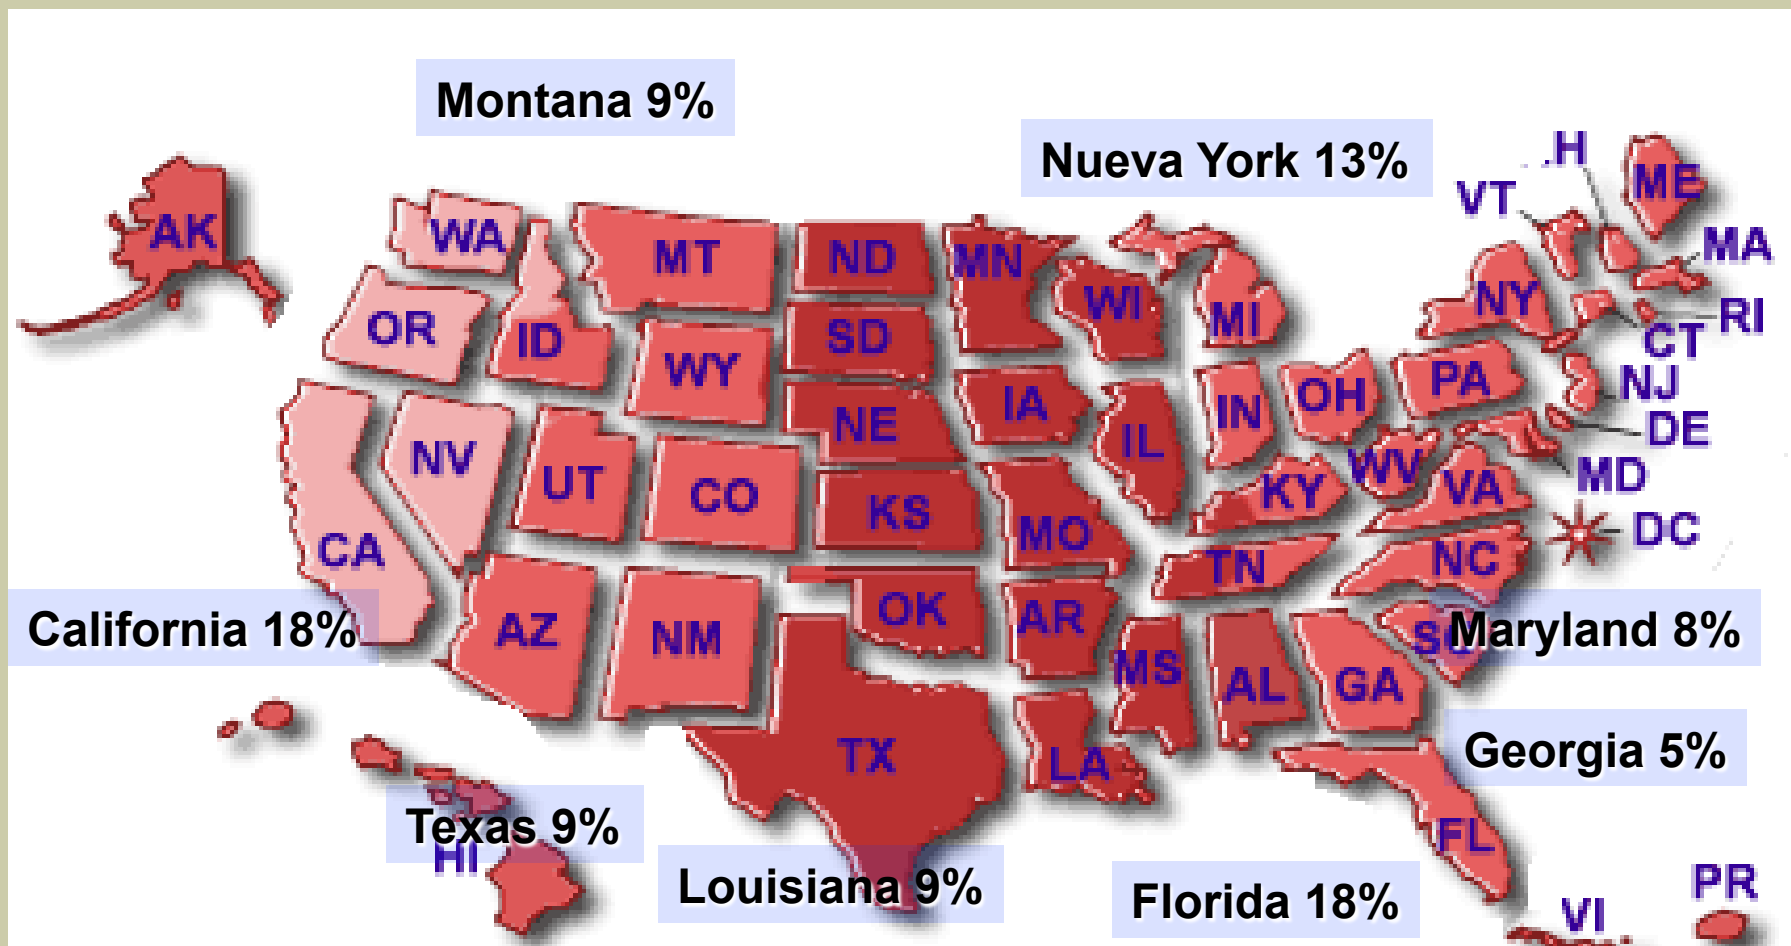 Montana 9%
Nueva York 13%
.H
ME
VT
AK
WA
MT
ND
MN
MA
OR
ID
SD
WI
MI
NY
RI
CT
WY
NE
IA
IL
IN
OH
PA
NJ
DE
NV
UT
CO
KS
MO
KY
WV
VA
MD
CA
DC
AZ
NM
OK
AR
TN
NC
California 18%
Maryland 8%
MS
AL
GA
TX
LA
Georgia 5%
Texas 9%
HI
FL
Louisiana 9%
Florida 18%
PR
VI